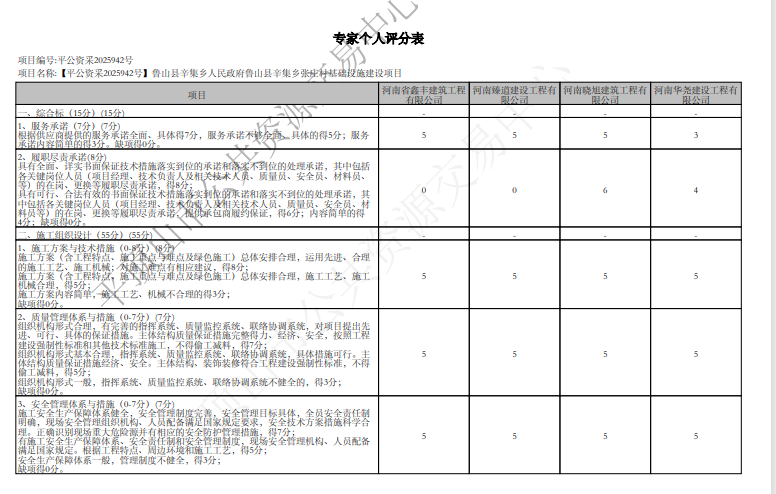 专家个人评分表
项目编号:平公资采2025942号
项目名称:【平公资采2025942号】鲁山县辛集乡人民政府鲁山县辛集乡张庄村基础设施建设项目
项目 河南省鑫丰建筑工程有限公司 河南臻道建设工程有限公司 河南晓旭建筑工程有限公司 河南华尧建设工程有限公司
一、综合标（15分）(15分) - - - -
1、服务承诺（7分）(7分)
根据供应商提供的服务承诺全面、具体得7分，服务承诺不够全面、具体的得5分；服务
承诺内容简单的得3分。缺项得0分。
5 5 5 3
2、履职尽责承诺(8分)
具有全面、详实书面保证技术措施落实到位的承诺和落实不到位的处理承诺，其中包括
各关键岗位人员（项目经理、技术负责人及相关技术人员、质量员、安全员、材料员、
等）的在岗、更换等履职尽责承诺，得8分；
具有可行、合法有效的书面保证技术措施落实到位的承诺和落实不到位的处理承诺，其
中包括各关键岗位人员（项目经理、技术负责人及相关技术人员、质量员、安全员、材
料员等）的在岗、更换等履职尽责承诺；提供承包商履约保证，得6分；内容简单的得
4分；缺项得0分。
0 0 6 4
二、施工组织设计（55分）(55分) - - - -
1、施工方案与技术措施（0-8分）(8分)
施工方案（含工程特点、施工重点与难点及绿色施工）总体安排合理，运用先进、合理
的施工工艺、施工机械；对施工难点有相应建议，得8分；
施工方案（含工程特点、施工重点与难点及绿色施工）总体安排合理，施工工艺、施工
机械合理，得5分；
施工方案内容简单，施工工艺、机械不合理的得3分；
缺项得0分。
5 5 5 5
2、质量管理体系与措施（0-7分）(7分)
组织机构形式合理，有完善的指挥系统、质量监控系统、联络协调系统，对项目提出先
进、可行、具体的保证措施。主体结构质量保证措施完整得力、经济、安全，按照工程
建设强制性标准和其他技术标准施工，不得偷工减料，得7分；
组织机构形式基本合理，指挥系统、质量监控系统、联络协调系统，具体措施可行。主
体结构质量保证措施经济、安全。主体结构、装饰装修符合工程建设强制性标准，不得
偷工减料，得5分；
组织机构形式一般，指挥系统、质量监控系统、联络协调系统不健全的，得3分；
缺项得0分。
5 5 5 5
3、安全管理体系与措施（0-7分）(7分)
施工安全生产保障体系健全，安全管理制度完善，安全管理目标具体，全员安全责任制
明确，现场安全管理组织机构、人员配备满足国家规定要求，安全技术方案措施科学合
理。正确识别现场重大危险源并有相应的安全防护管理措施，得7分；
有施工安全生产保障体系、安全责任制和安全管理制度，现场安全管理机构、人员配备
满足国家规定。根据工程特点、周边环境和施工工艺，得5分；
安全生产保障体系一般，管理制度不健全，得3分；
缺项得0分。
5 5 5 5